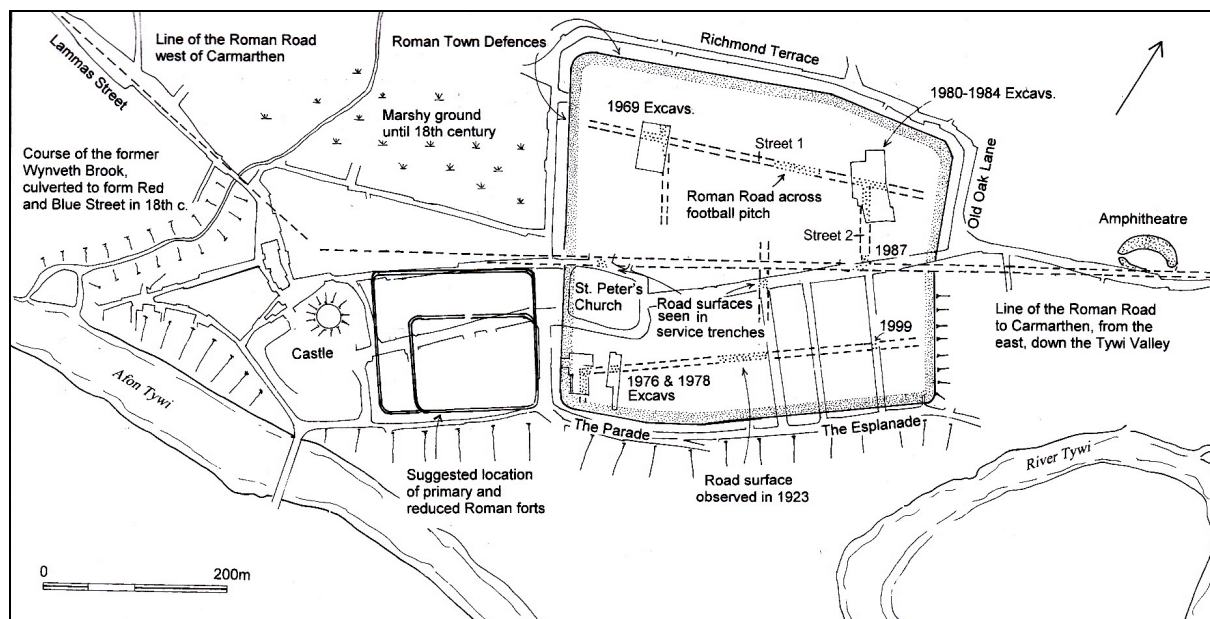 Lammas Street
Line of the Roman Road
west of Carmarthen
Roman Town Defences
Richmond Terrace
1980-1984 Excavs.
1969 Excavs.
Marshy ground
until 18th century
Street 1
Course of the former
Wynveth Brook,
culverted to form Red
and Blue Street in 18th c.
Roman Road across
football pitch
Old Oak Lane
Amphitheatre
Street 2
1987
St. Peter's
Church
Road surfaces
seen in
service trenches
Line of the Roman Road
to Carmarthen, from the
east, down the Tywi Valley
Castle
1999
Afon Tywi
1976 & 1978
Excavs
The Parade
The Esplanade
River Tywi
Suggested location
of primary and
reduced Roman forts
Road surface
observed in 1923
0
200m